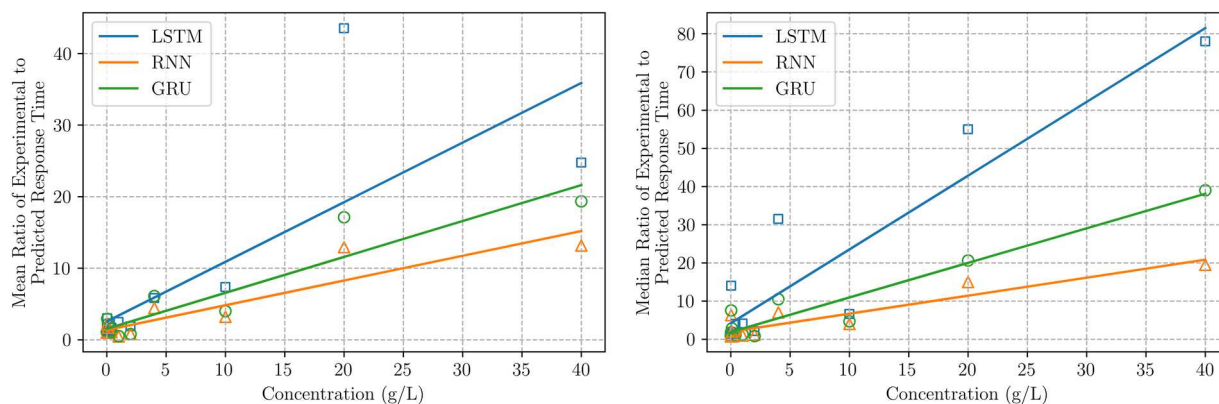 Mean Ratio of Experimental to
Predicted Response Time
40
30
20
10
0
LSTM
RNN
GRU
0 5 10 15 20 25 30 35 40
Concentration (g/L)
Median Ratio of Experimental to
Predicted Response Time
80
70
60
50
40
30
20
10
0
LSTM
RNN
GRU
0 5 10 15 20 25 30 35 40
Concentration (g/L)